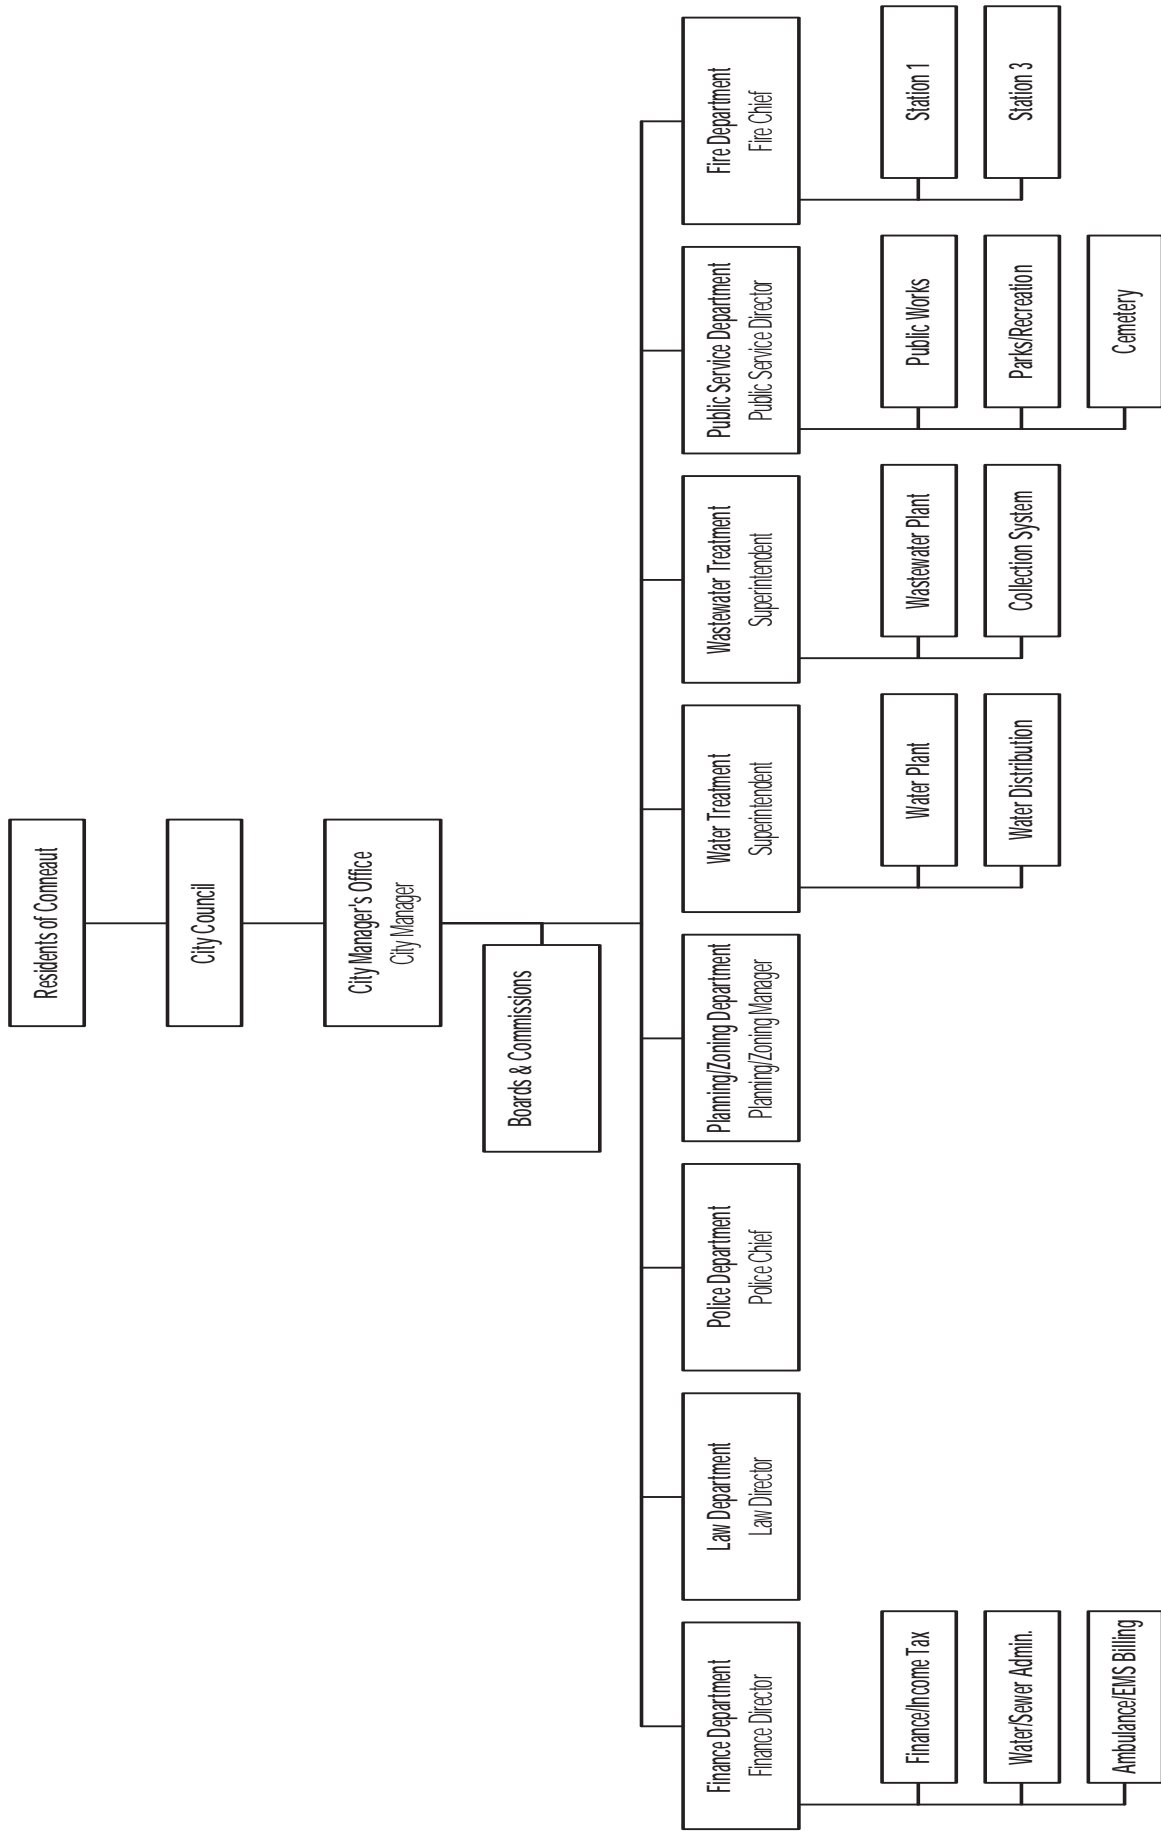 Residents of Conneaut
City Council
City Manager's Office
City Manager
Boards & Commissions
Finance Department
Finance Director
Law Department
Law Director
Police Department
Police Chief
Planning/Zoning Department
Planning/Zoning Manager
Water Treatment
Superintendent
Wastewater Treatment
Superintendent
Public Service Department
Public Service Director
Fire Department
Fire Chief
Finance/Income Tax
Water/Sewer Admin.
Ambulance/EMS Billing
Water Plant
Water Distribution
Wastewater Plant
Collection System
Public Works
Parks/Recreation
Cemetery
Station 1
Station 3